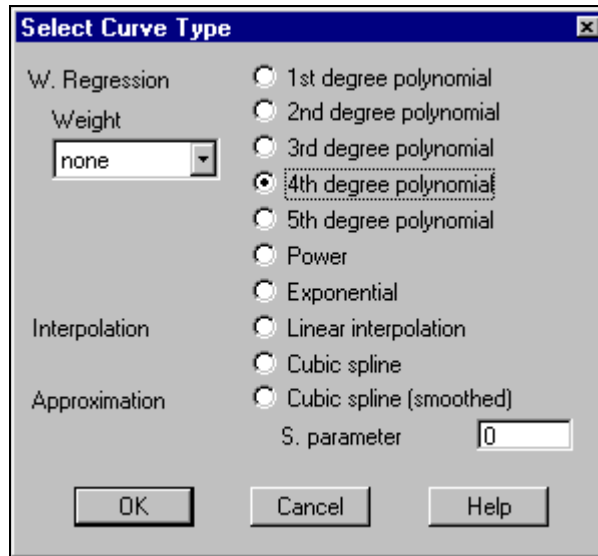 Select Curve Type
W. Regression
Weight
none
1st degree polynomial
2nd degree polynomial
3rd degree polynomial
4th degree polynomial
5th degree polynomial
Power
Exponential
Interpolation
Linear interpolation
Cubic spline
Approximation
Cubic spline (smoothed)
S. parameter 0
OK Cancel Help